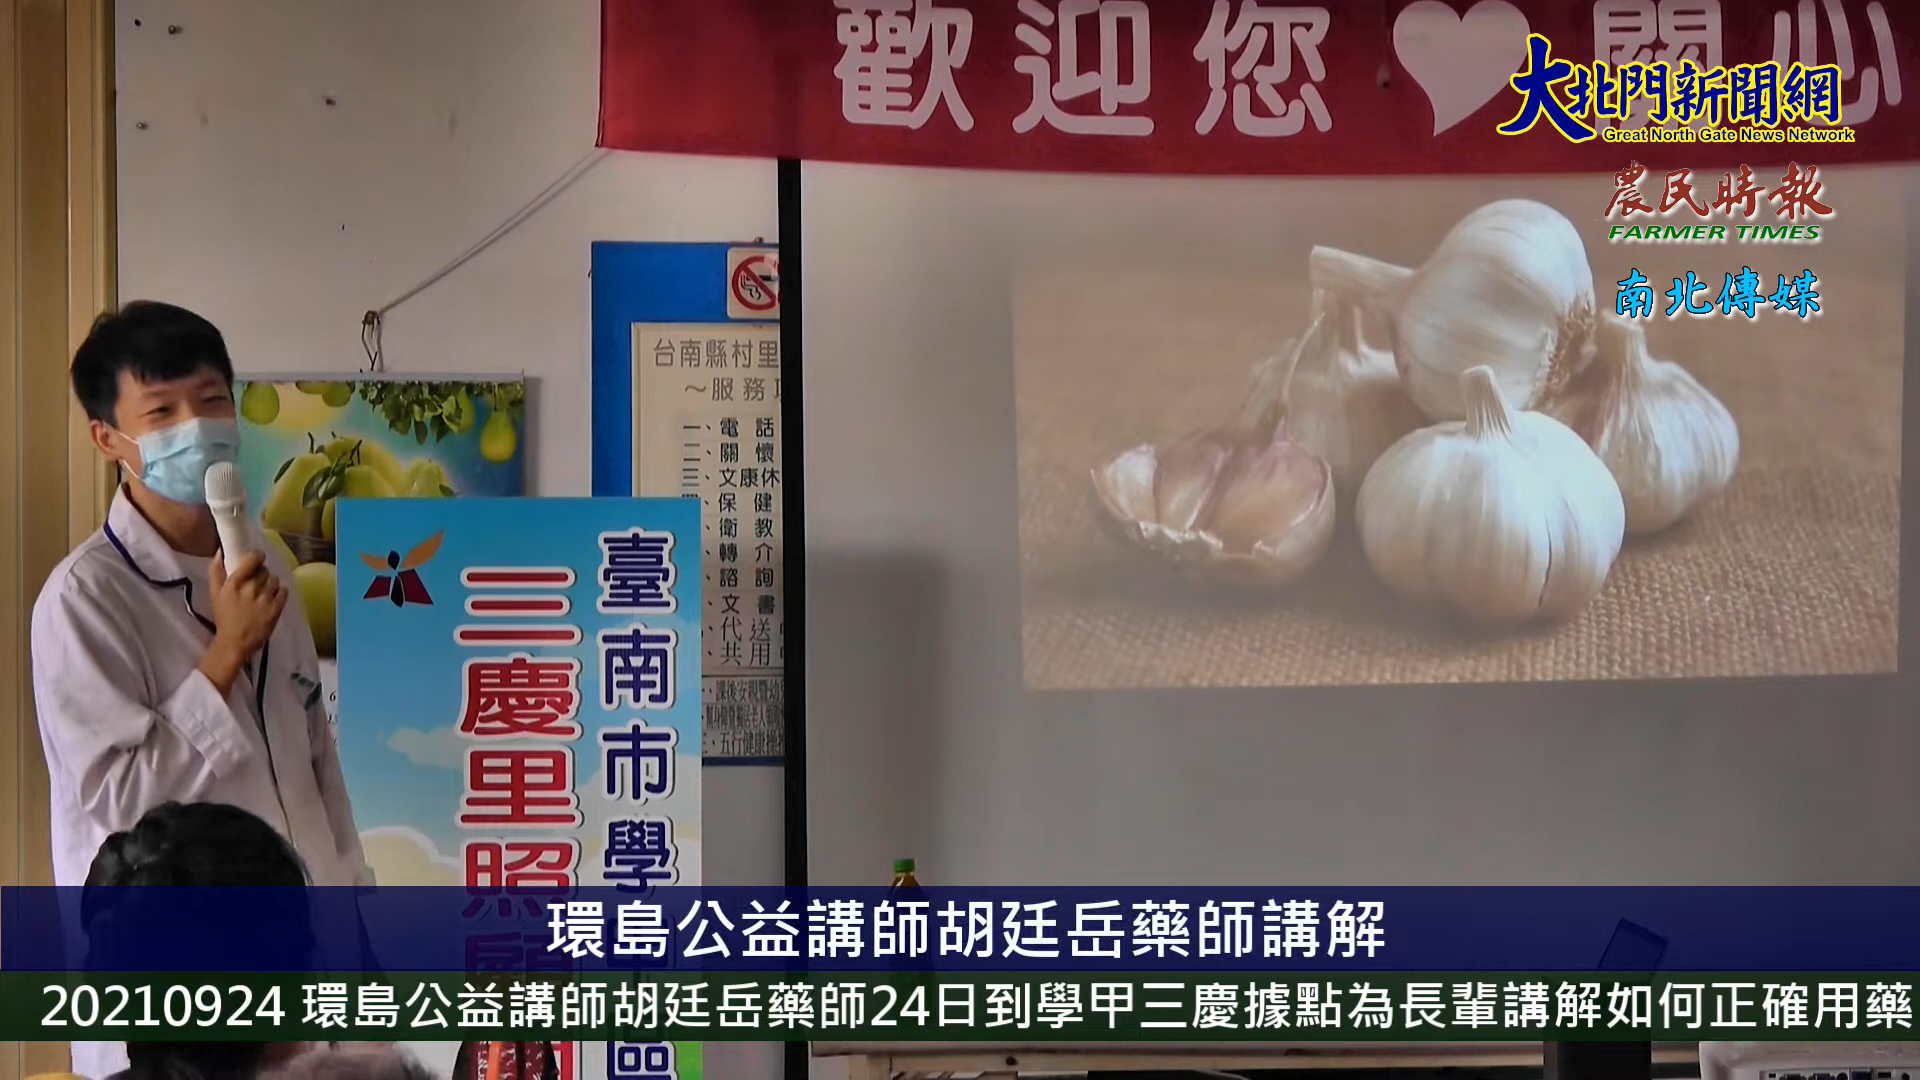 歡迎您♥關心
大北門新聞網
Great North Gate News Network
農民時報
FARMER TIMES
南北傳媒
台南縣村里
～服務
一、電話
二、關懷
三、文康休
、保健
、衛教
、轉介
、諮詢
、文書
、代送
、共用
臺南市學甲區
三慶里照顧
環島公益講師胡廷岳藥師講解
20210924 環島公益講師胡廷岳藥師24日到學甲三慶據點為長輩講解如何正確用藥